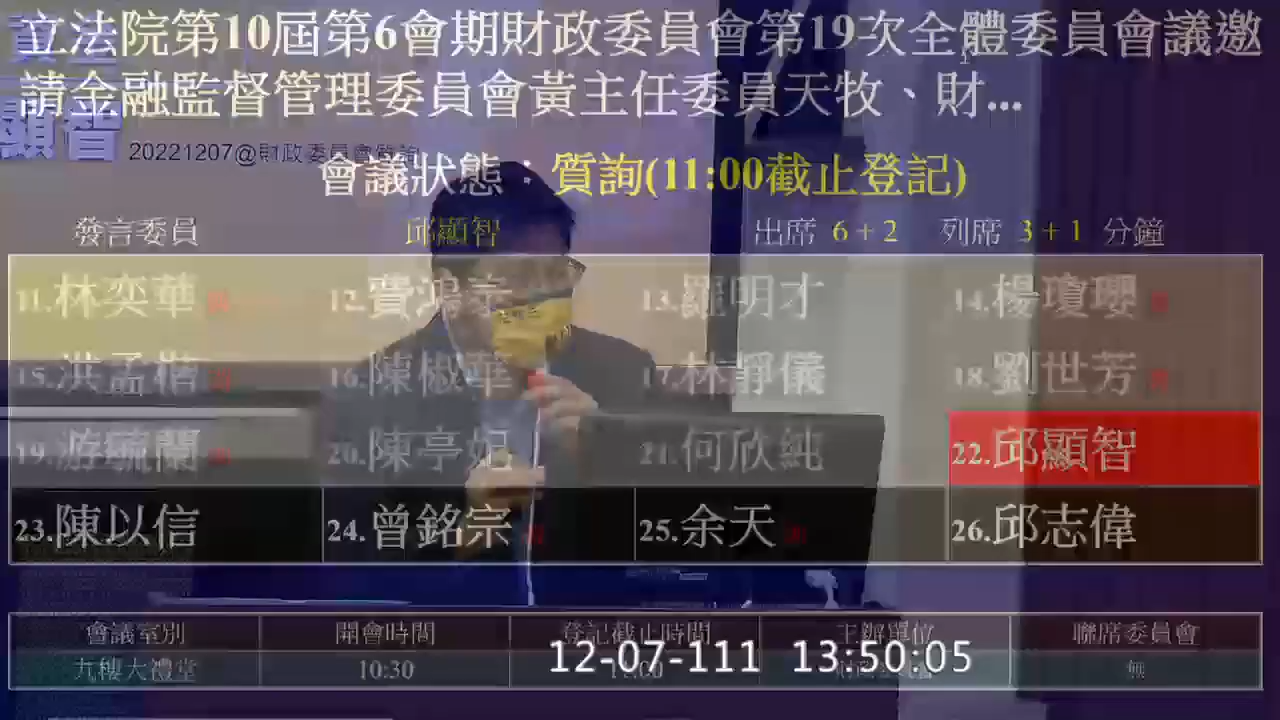 立法院第10屆第6會期財政委員會第19次全體委員會議邀
請金融監督管理委員會黃主任委員天牧、財...
顯智
20221207@財政委員會質詢
會議狀態：質詢(11:00截止登記)
發言委員 邱顯智 出席 6+2 列席 3+1 分鐘
11.林奕華 12.費鴻泰 13.羅明才 14.楊瓊瓔
15.洪孟楷 16.陳椒華 17.林靜儀 18.劉世芳
19.游毓蘭 20.陳亭妃 21.何欣純 22.邱顯智
23.陳以信 24.曾銘宗 25.余天 26.邱志偉
會議室別 開會時間 登記截止時間 主辦單位 聯席委員會
九樓大禮堂 10:30 無
12-07-111 13:50:05